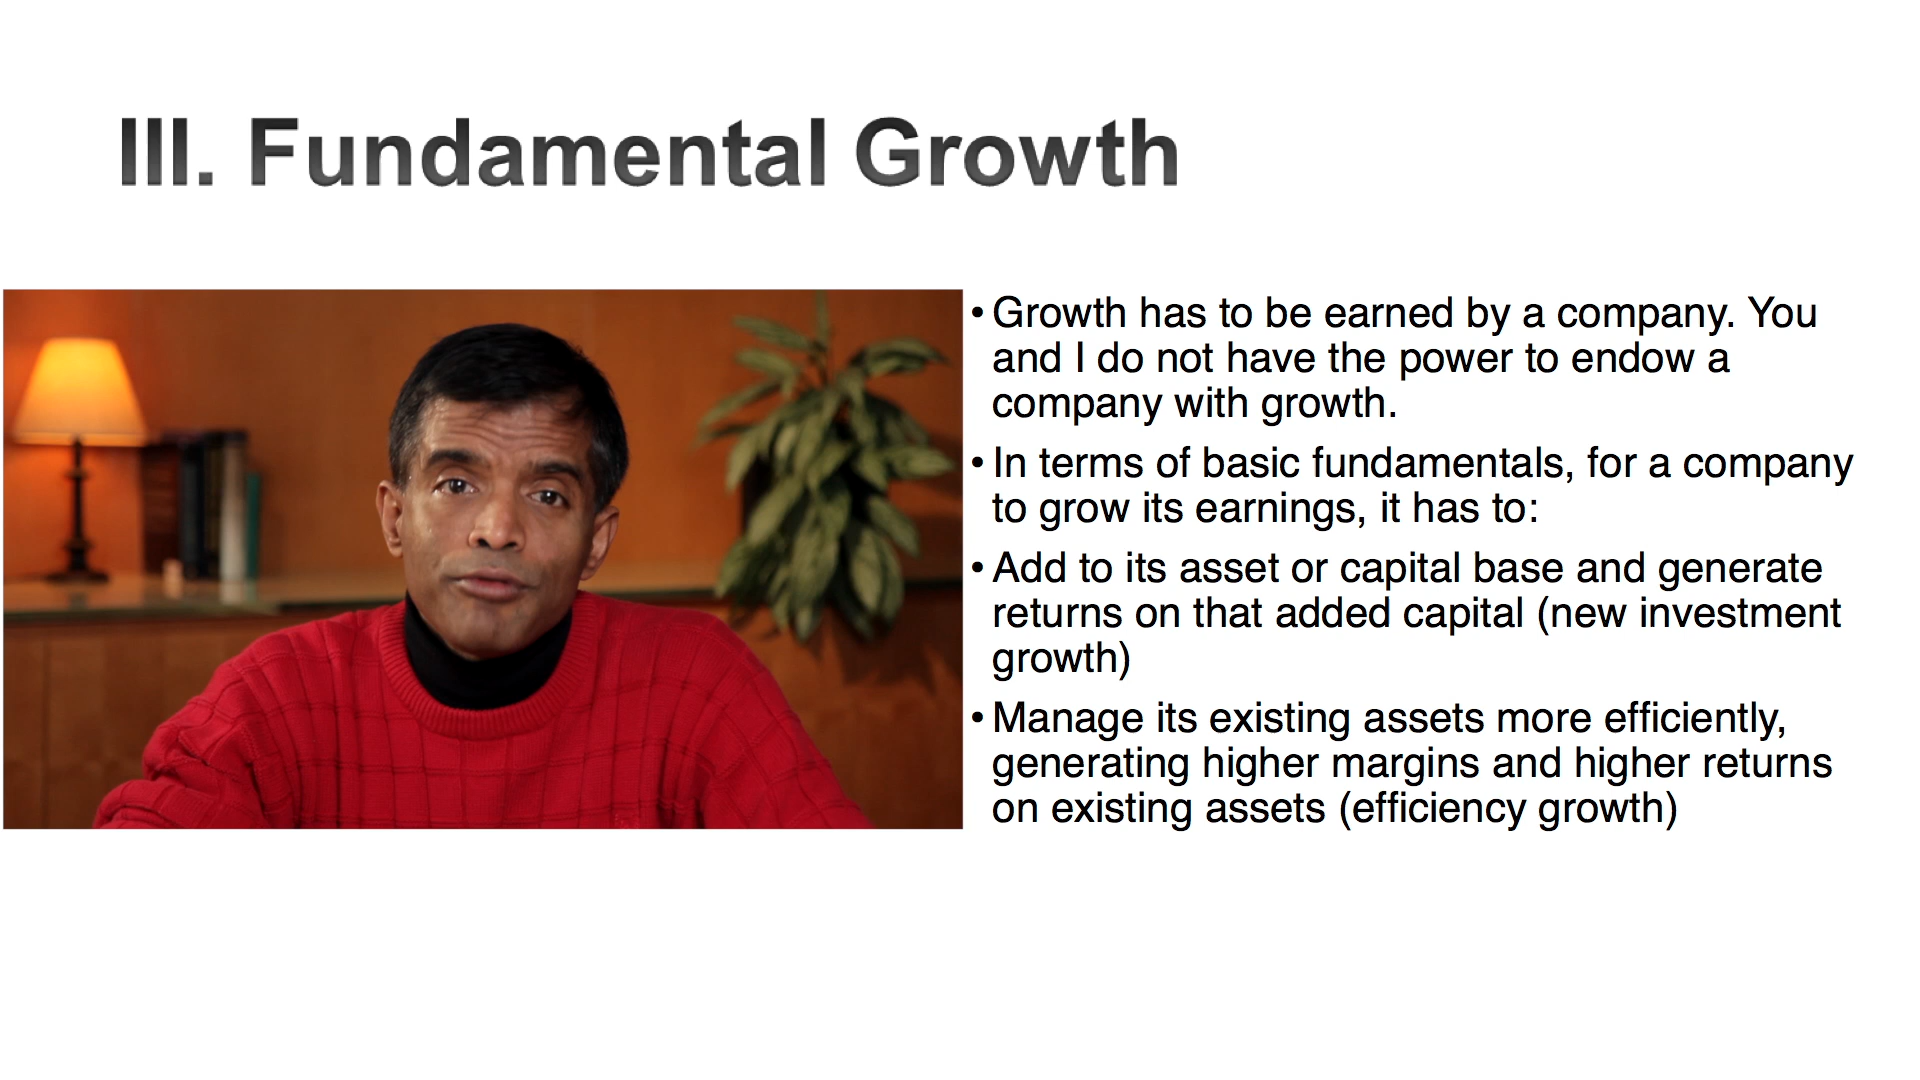 III. Fundamental Growth
• Growth has to be earned by a company. You
and I do not have the power to endow a
company with growth.
• In terms of basic fundamentals, for a company
to grow its earnings, it has to:
• Add to its asset or capital base and generate
returns on that added capital (new investment
growth)
• Manage its existing assets more efficiently,
generating higher margins and higher returns
on existing assets (efficiency growth)